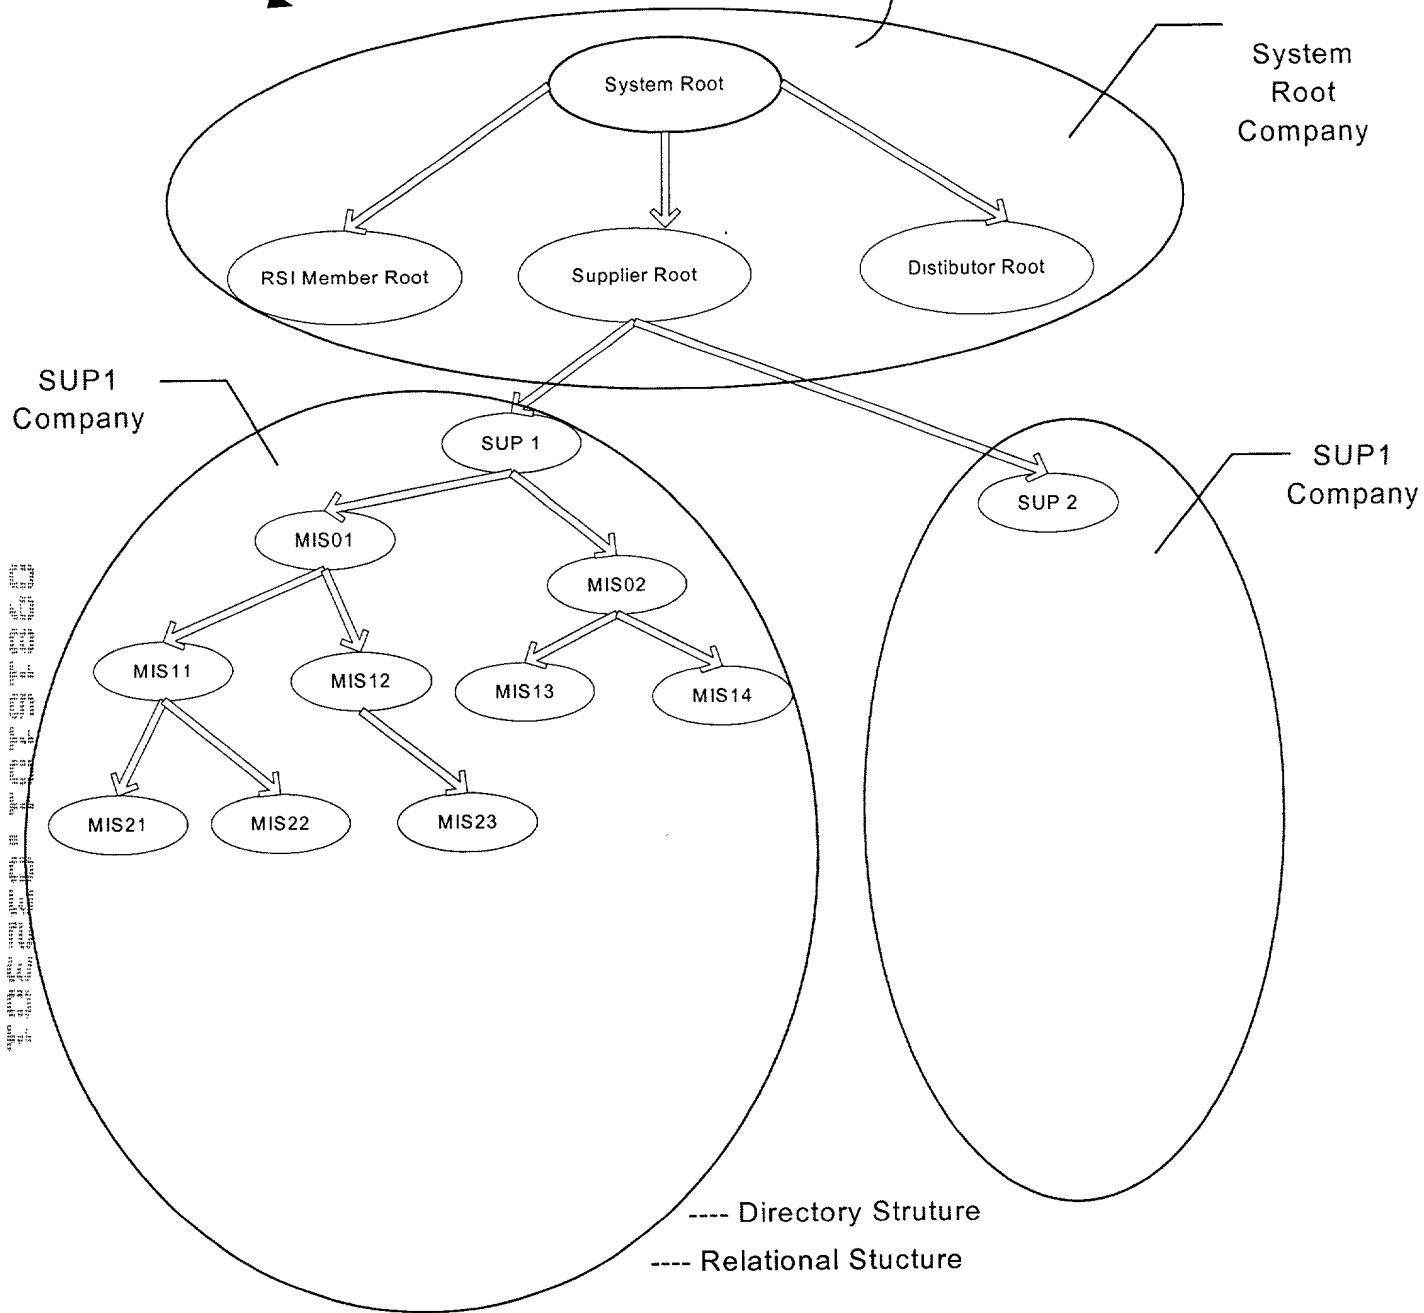 System Root
System
Root
Company
RSI Member Root
Supplier Root
Distibutor Root
SUP1
Company
SUP 1
SUP1
Company
SUP 2
MIS01
MIS02
MIS11
MIS12
MIS13
MIS14
MIS21
MIS22
MIS23
---- Directory Struture
---- Relational Stucture